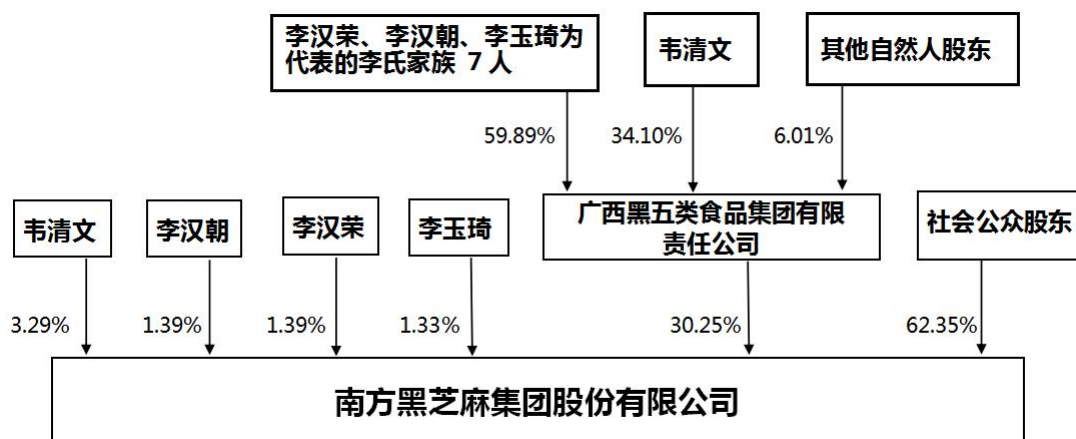 李汉荣、李汉朝、李玉琦为
代表的李氏家族 7 人
韦清文
其他自然人股东
59.89%
34.10%
6.01%
韦清文
李汉朝
李汉荣
李玉琦
广西黑五类食品集团有限
责任公司
社会公众股东
3.29%
1.39%
1.39%
1.33%
30.25%
62.35%
南方黑芝麻集团股份有限公司